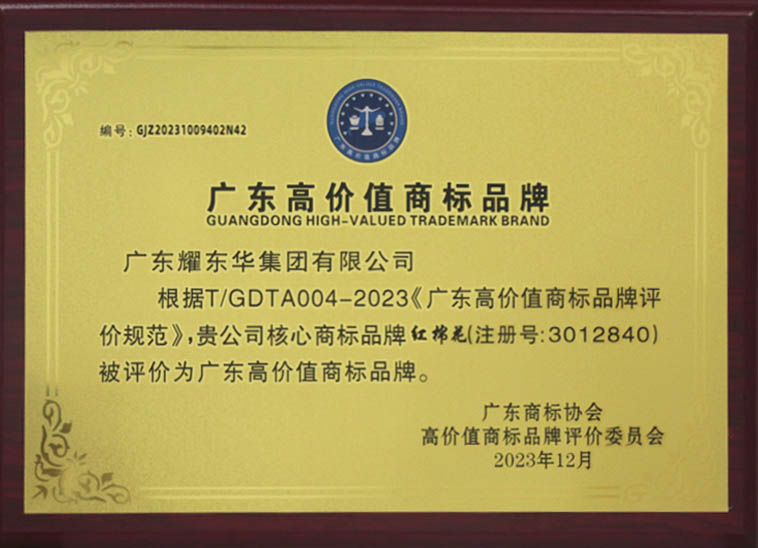 编号：GJZ20231009402N42
广东高价值商标品牌
GUANGDONG HIGH-VALUED TRADEMARK BRAND
广东耀东华集团有限公司
根据T/GDTA004-2023《广东高价值商标品牌评
价规范》，贵公司核心商标品牌红棉花(注册号:3012840)
被评价为广东高价值商标品牌。
广东商标协会
高价值商标品牌评价委员会
2023年12月